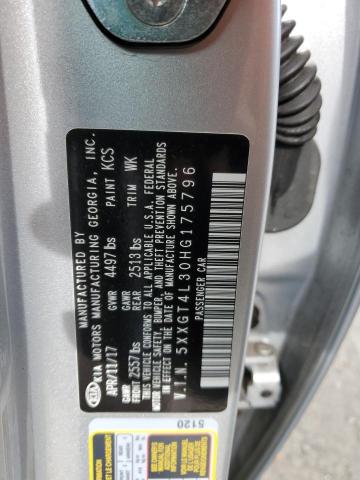 MANUFACTURED BY
KIA MOTORS MANUFACTURING GEORGIA, INC.
KIA
APR/11/17 GVWR 4497 lbs PAINT KCS
GAWR FRONT 2557 lbs GAWR REAR 2513 lbs TRIM WK
THIS VEHICLE CONFORMS TO ALL APPLICABLE U.S.A. FEDERAL
MOTOR VEHICLE SAFETY, BUMPER, AND THEFT PREVENTION
STANDARDS IN EFFECT ON THE DATE OF MANUFACTURE SHOWN ABOVE.
V.I.N. 5XXGT4L30HG175796
PASSENGER CAR
5120